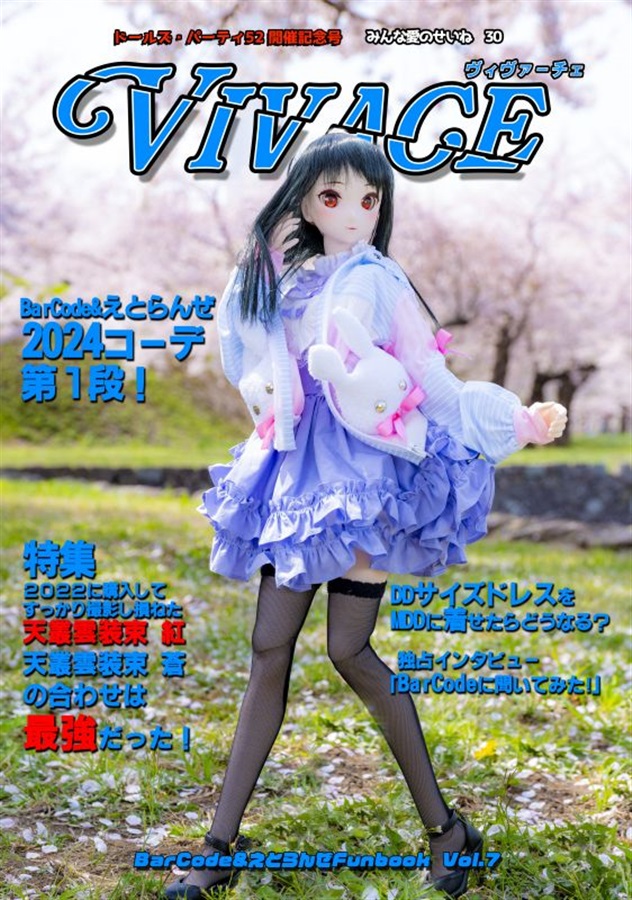 ドールズ・パーティ52 開催記念号 みんな愛のせいね 30
ヴィヴァーチェ
VIVACE
BarCode&えとらんぜ
2024コーデ
第1段!
特集
2022に購入して
すっかり撮影し損ねた
天叢雲装束 紅
天叢雲装束 蒼
の合わせは
最強だった!
DDサイズドレスを
MDDに着せたらどうなる?
独占インタビュー
「BarCodeに聞いてみた!」
BarCode&えとらんぜFunbook Vol.7